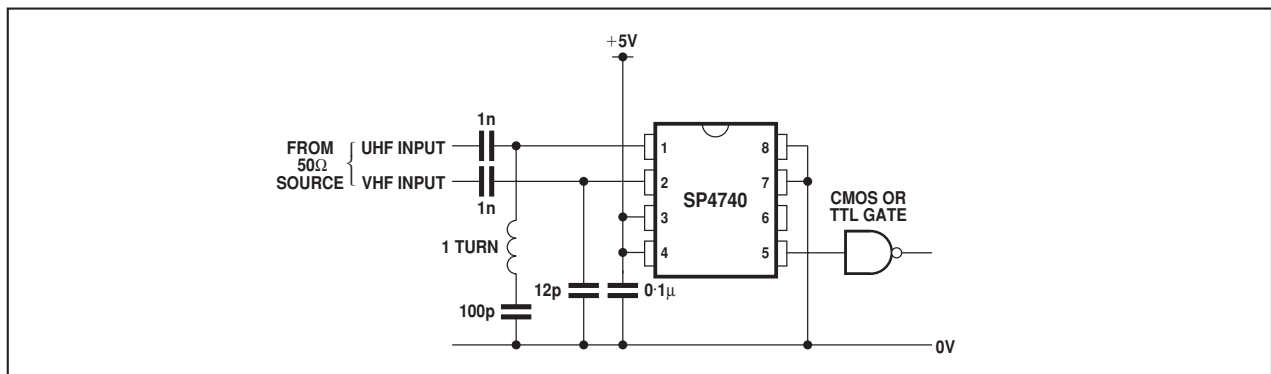 +5V
1n
FROM
50Ω
SOURCE
UHF INPUT
VHF INPUT
1n
1 TURN
100p
12p
0·1μ
SP4740
1
2
3
4
8
7
6
5
CMOS OR
TTL GATE
0V